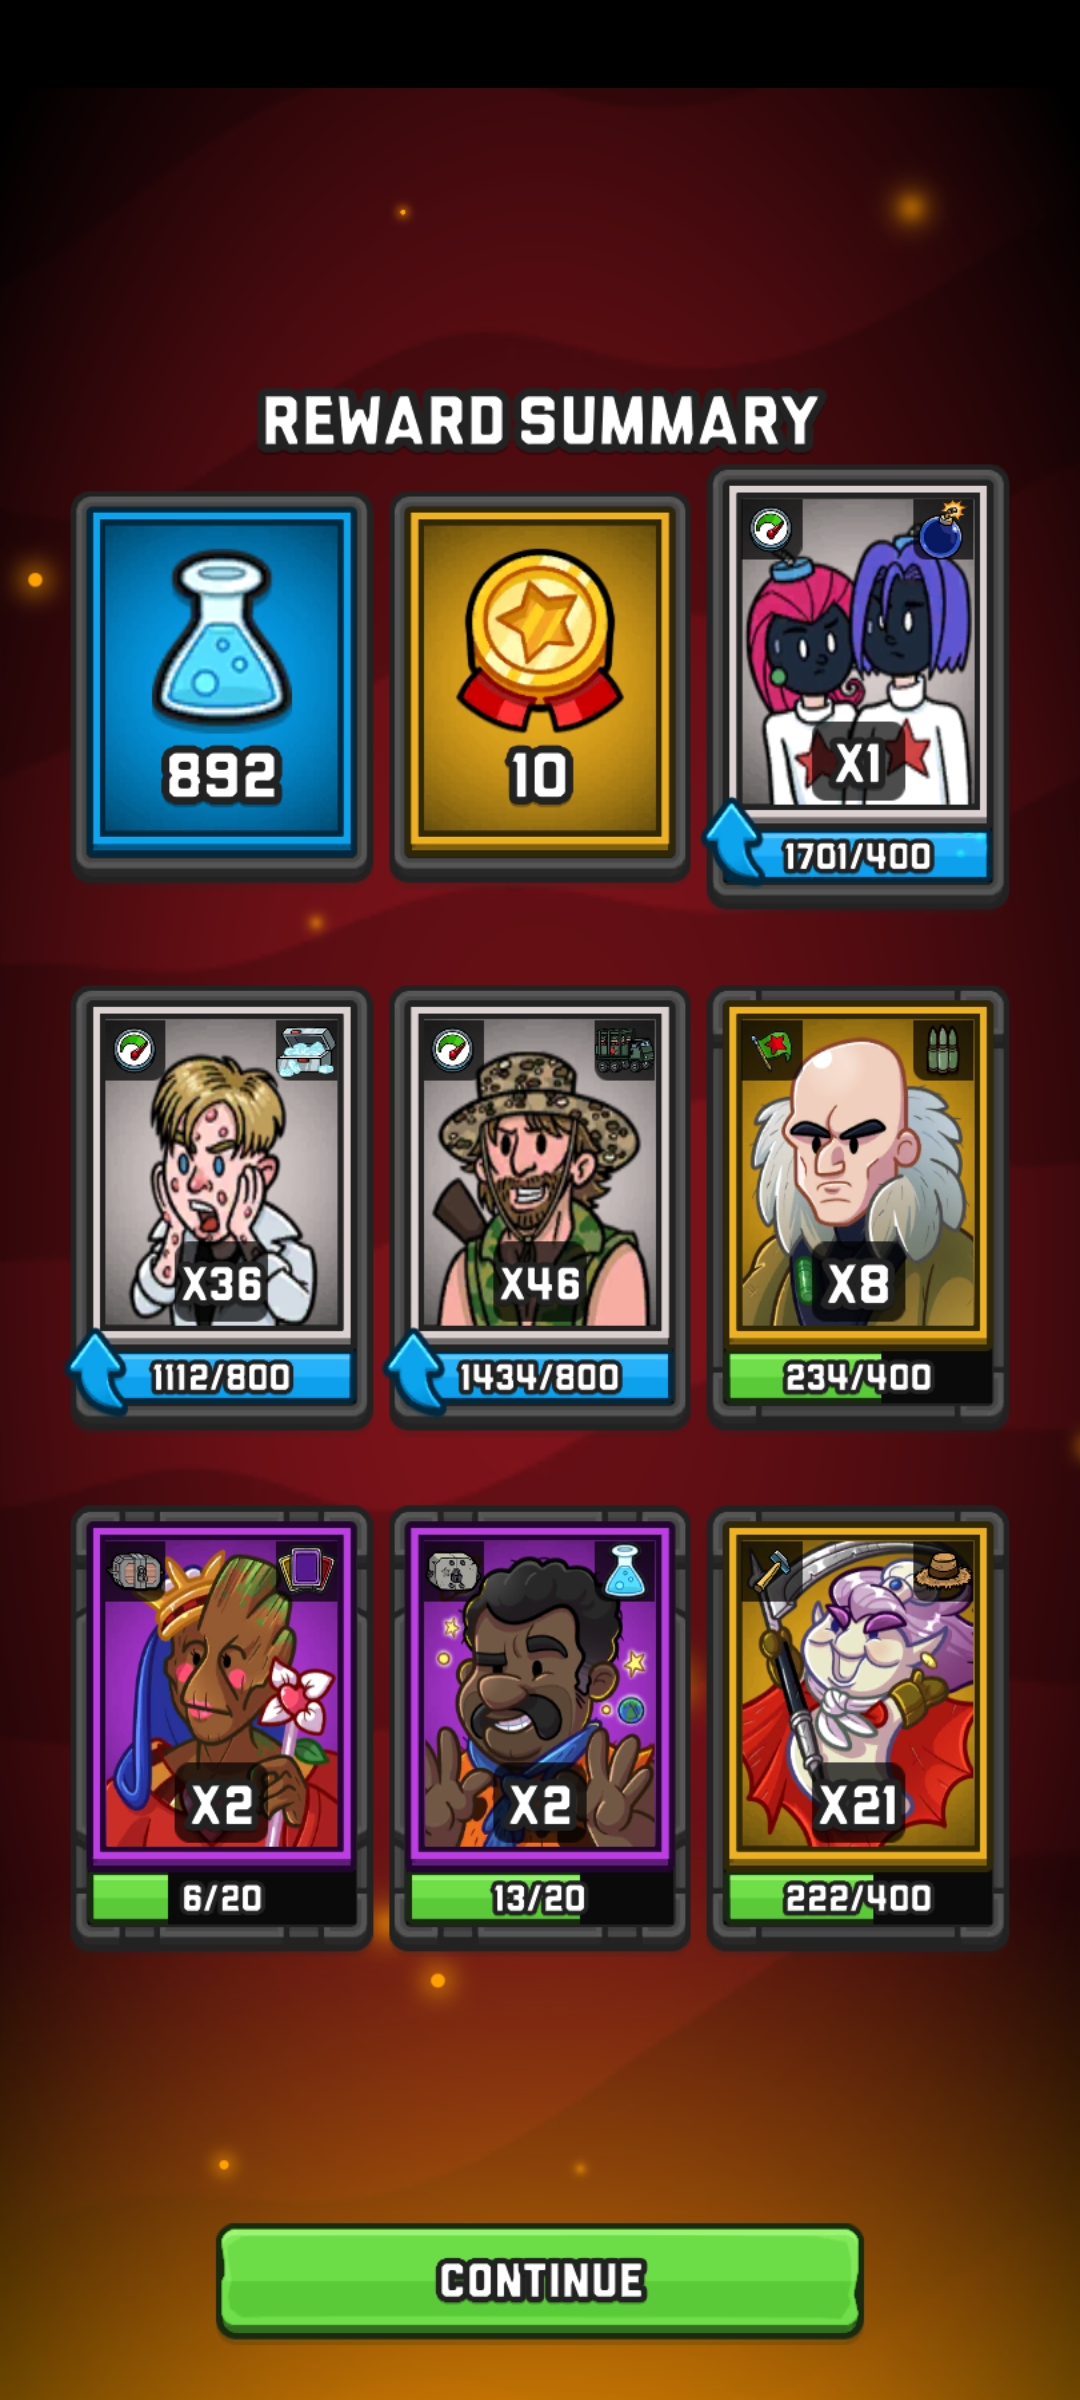 REWARD SUMMARY
892
10
X1
1701/400
X36
1112/800
X46
1434/800
X8
234/400
X2
6/20
X2
13/20
X21
222/400
CONTINUE